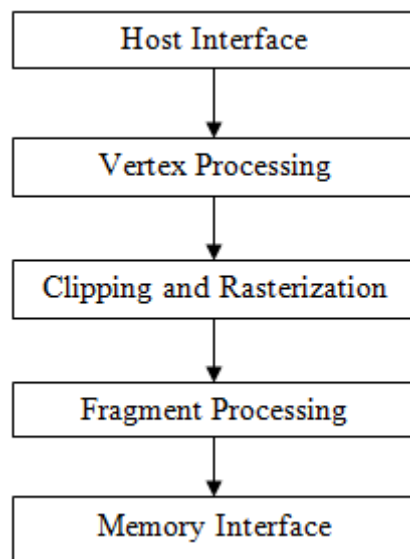 Host Interface
Vertex Processing
Clipping and Rasterization
Fragment Processing
Memory Interface